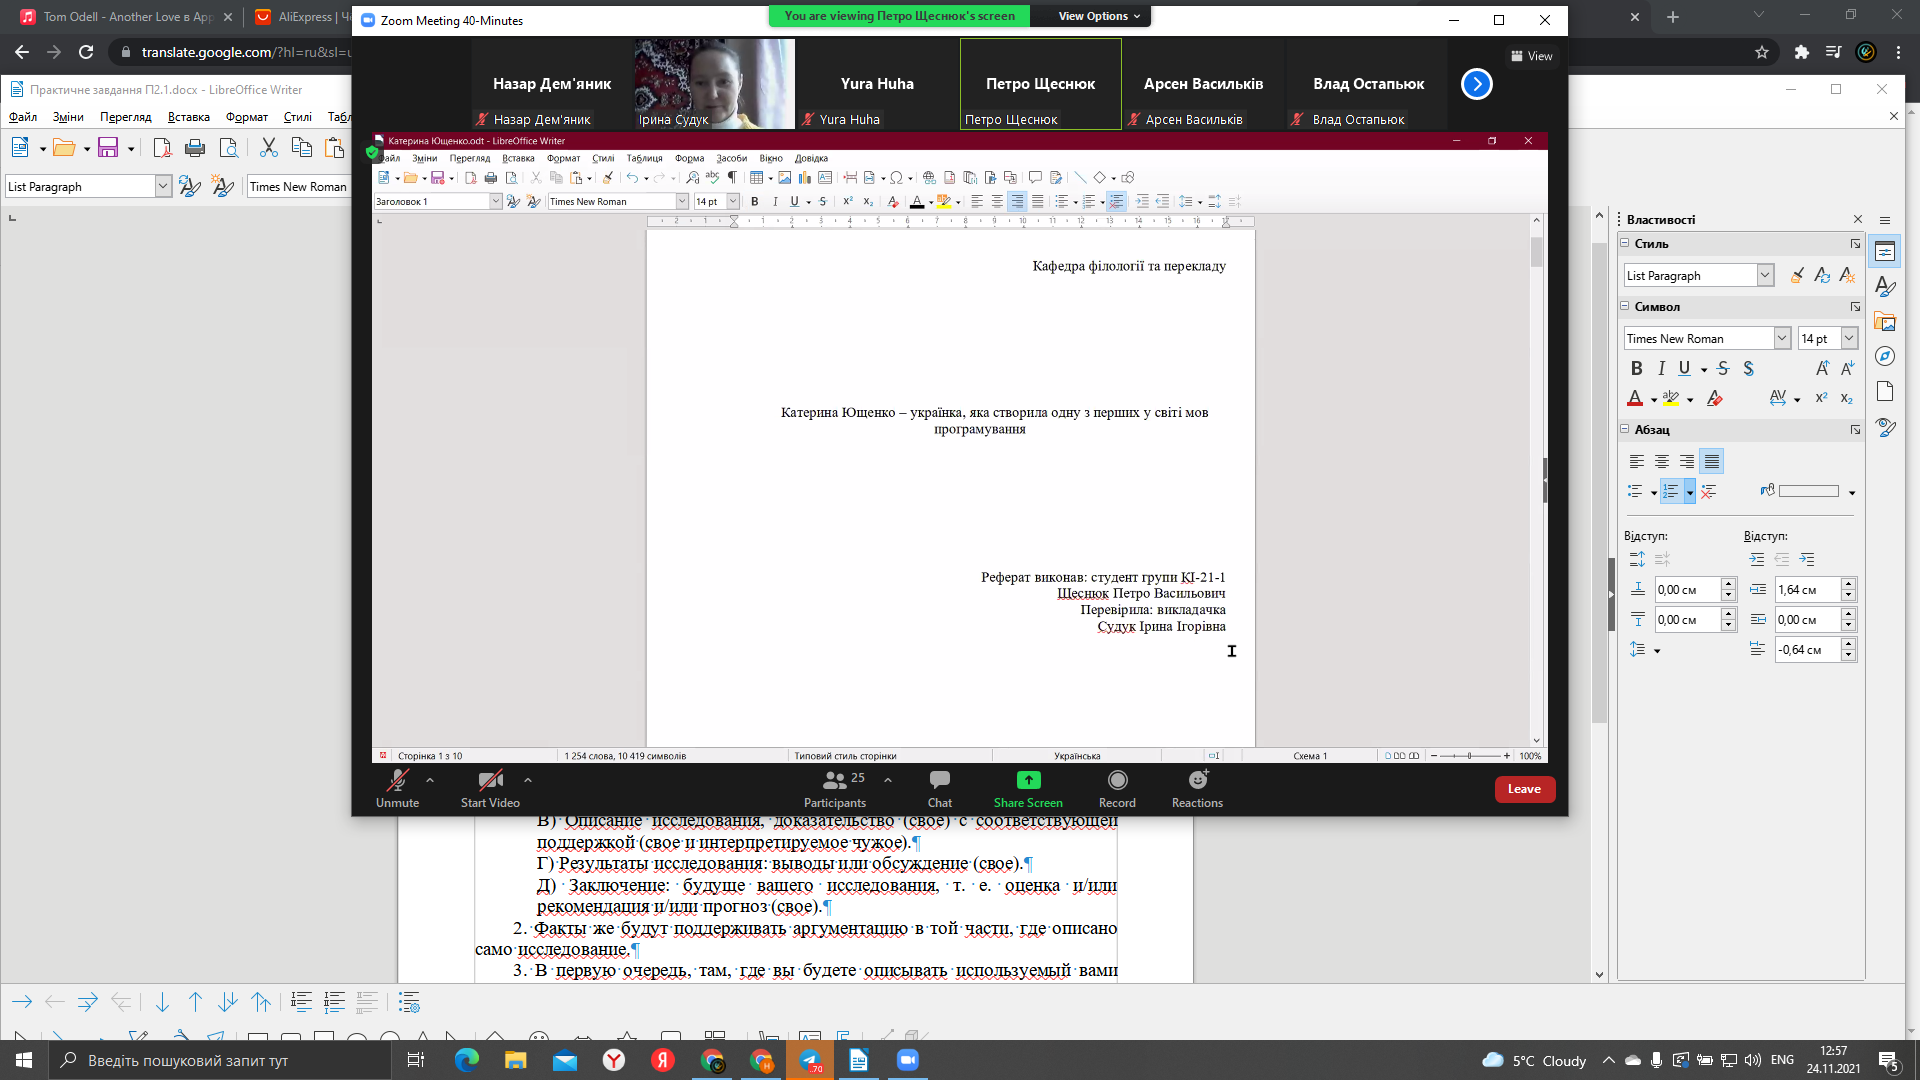 Tom Odell - Another Love в App
AliExpress | Ч
Zoom Meeting 40-Minutes
You are viewing Петро Щеснюк's screen
View Options
translate.google.com/?hl=ru&sl=u
View
Назар Дем'яник
Yura Huha
Петро Щеснюк
Арсен Васильків
Влад Остапьюк
Назар Дем'яник
Ірина Судук
Yura Huha
Петро Щеснюк
Арсен Васильків
Влад Остапьюк
Практичне завдання П2.1.docx - LibreOffice Writer
Файл Зміни Перегляд Вставка Формат Стилі Табл
List Paragraph
Times New Roman
Катерина Ющенко.odt - LibreOffice Writer
Файл Зміни Перегляд Вставка Формат Стилі Таблиця Форма Засоби Вікно Довідка
Заголовок 1
Times New Roman
14 pt
Кафедра філології та перекладу
Катерина Ющенко – українка, яка створила одну з перших у світі мов
програмування
Реферат виконав: студент групи КІ-21-1
Щеснюк Петро Васильович
Перевірила: викладачка
Судук Ірина Ігорівна
Сторінка 1 з 10
1 254 слова, 10 419 символів
Типовий стиль сторінки
Українська
Схема 1
100%
Unmute
Start Video
Participants
25
Chat
Share Screen
Record
Reactions
Leave
В) Описание исследования, доказательство (свое) с соответствующей
поддержкой (свое и интерпретируемое чужое).¶
Г) Результаты исследования: выводы или обсуждение (свое).¶
Д) Заключение: будуще вашего исследования, т. е. оценка и/или
рекомендация и/или прогноз (свое).¶
2. Факты же будут поддерживать аргументацию в той части, где описано
само исследование.¶
3. В первую очередь, там, где вы будете описывать используемый вами
Властивості
Стиль
List Paragraph
Символ
Times New Roman
14 pt
Абзац
Відступ:
Відступ:
0,00 см
1,64 см
0,00 см
0,00 см
-0,64 см
Введіть пошуковий запит тут
70
5°C Cloudy
ENG
12:57
24.11.2021
5